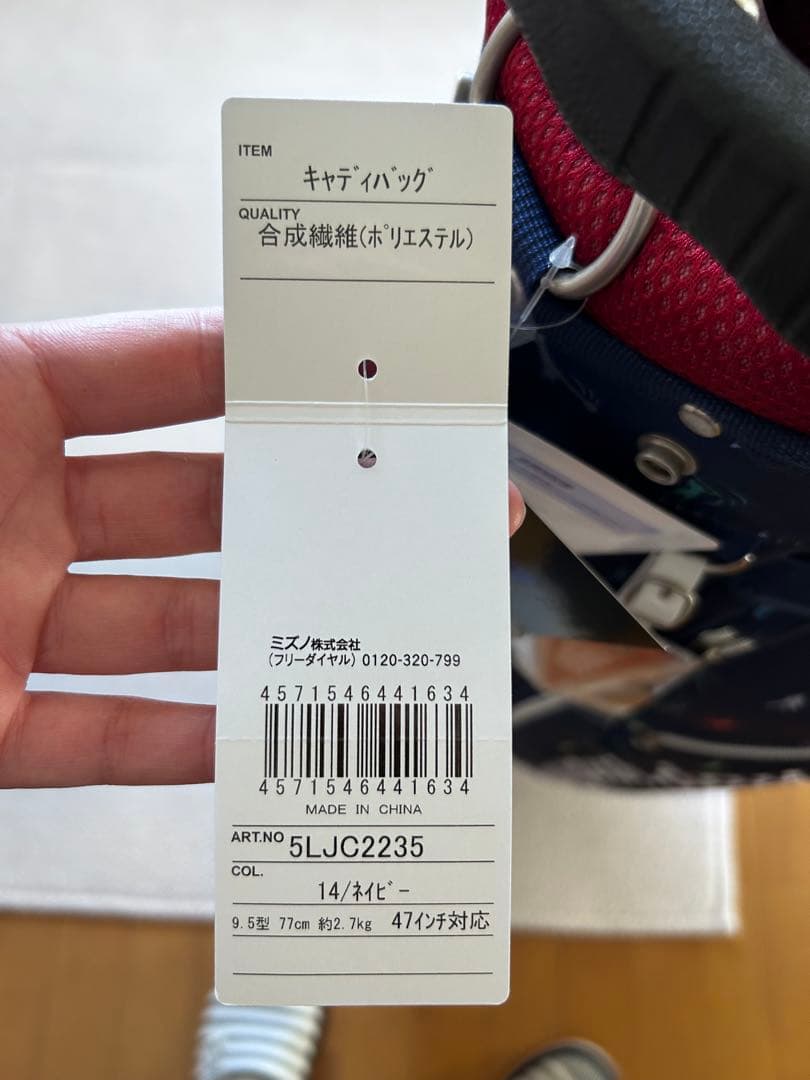 ITEM
ｷｬﾃﾞｨﾊﾞｯｸﾞ
QUALITY
合成繊維(ﾎﾟﾘｴｽﾃﾙ)
ミズノ株式会社
(フリーダイヤル) 0120-320-799
4571546441634
4571546441634
MADE IN CHINA
ART.NO 5LJC2235
COL.
14/ﾈｲﾋﾞｰ
9.5型 77cm 約2.7kg 47ｲﾝﾁ対応